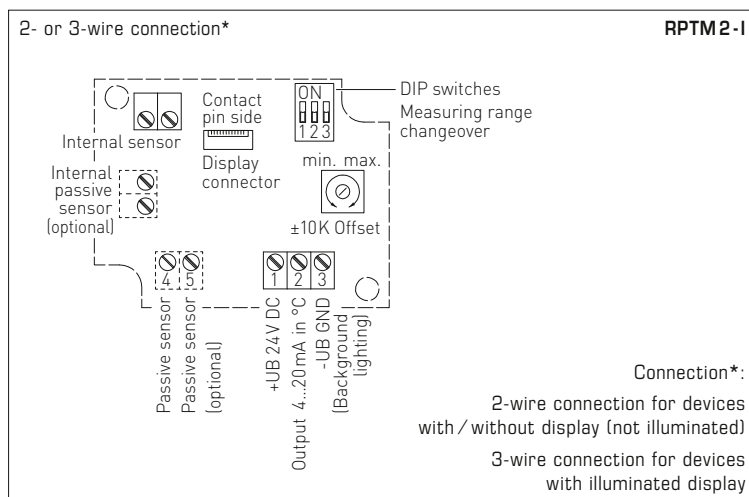 2- or 3-wire connection*
RPTM 2 - I
ON
1 2 3
DIP switches
Measuring range
changeover
Contact
pin side
Internal sensor
Display
connector
Internal
passive
sensor
(optional)
min. max.
±10K Offset
4 5
1 2 3
Passive sensor
Passive sensor
(optional)
+UB 24V DC
Output 4...20mA in °C
-UB GND
(Background
lighting)
Connection*:
2-wire connection for devices
with / without display (not illuminated)
3-wire connection for devices
with illuminated display